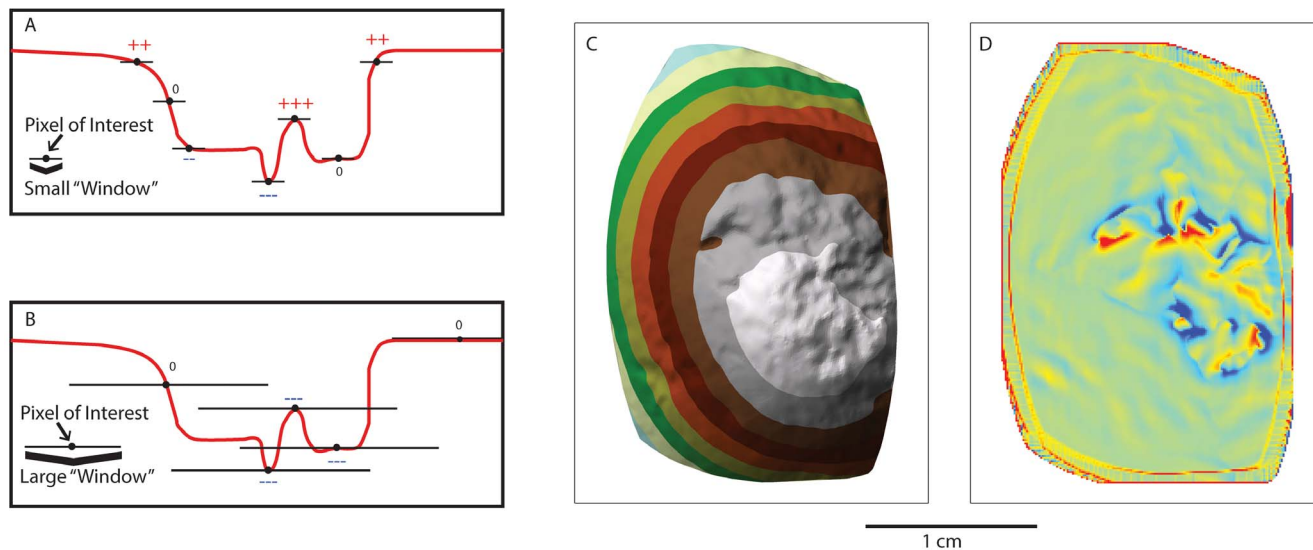 A
++
++
0
+++
Pixel of Interest
--
0
Small “Window”
---
B
0
0
---
Pixel of Interest
---
Large “Window”
---
C
D
1 cm